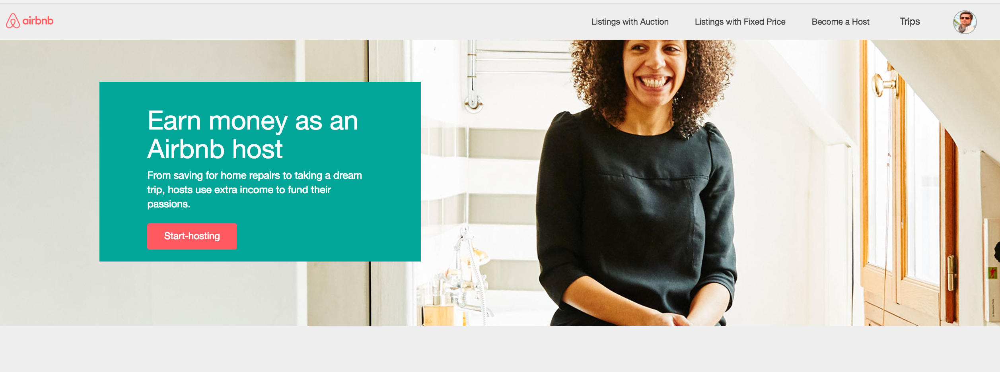 airbnb
Listings with Auction
Listings with Fixed Price
Become a Host
Trips
Earn money as an
Airbnb host
From saving for home repairs to taking a dream
trip, hosts use extra income to fund their
passions.
Start-hosting